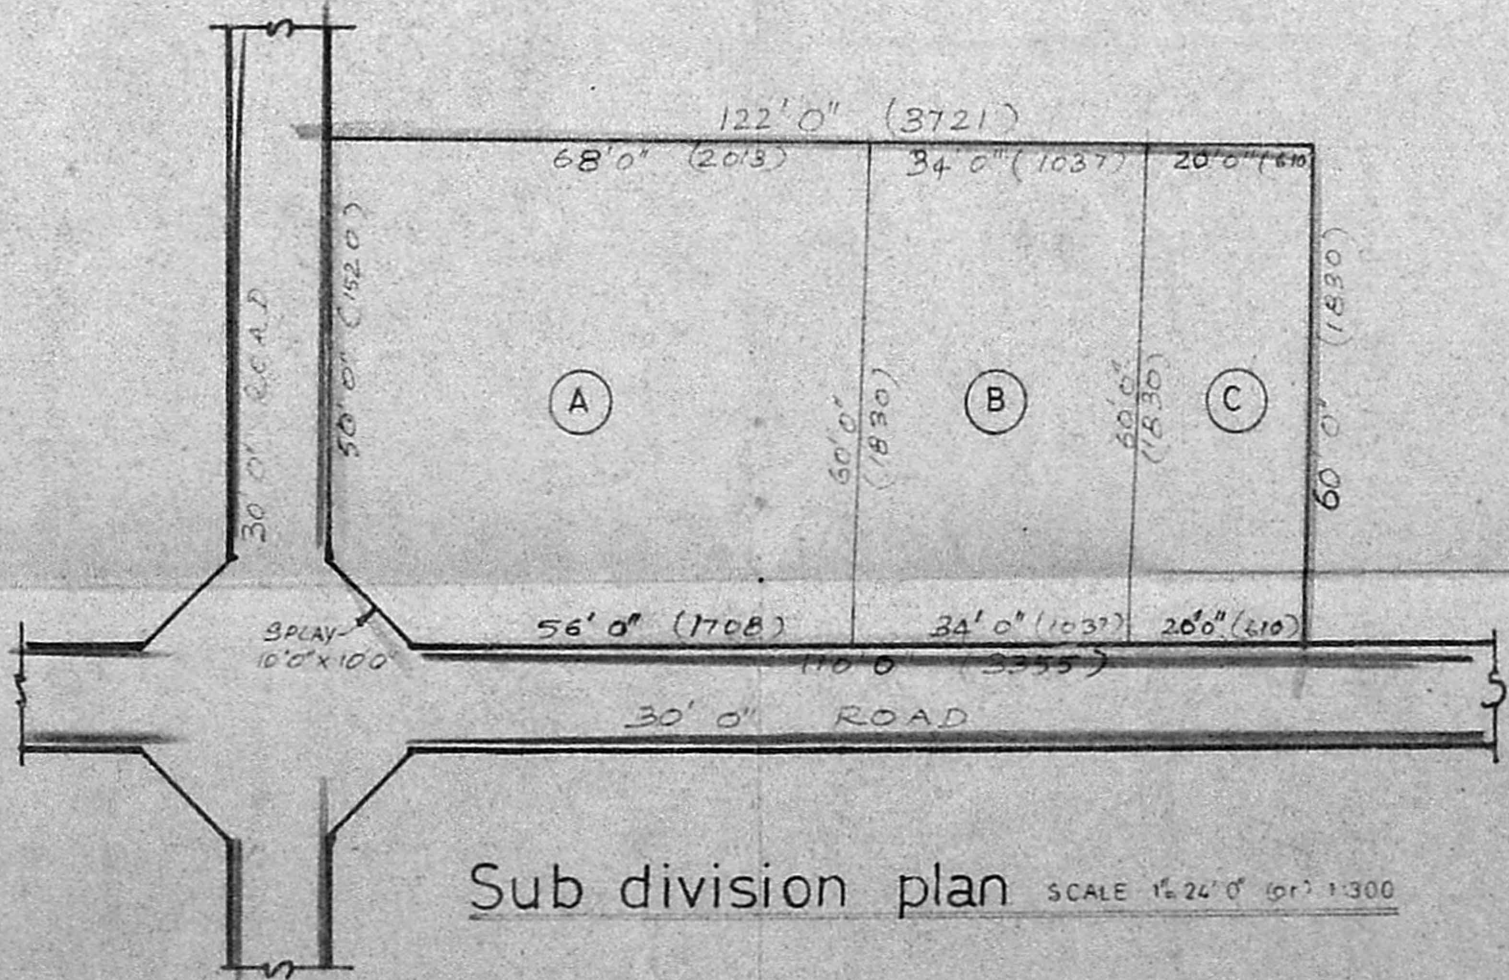 122'0" (3721)
68'0" (2013)
34'0" (1037)
20'0" (610
50'0" (1520)
30'0" ROAD
A
B
C
60'0"
(1830)
60'0"
(1830)
60'0" (1830)
SPLAY
10'0"x10'0"
56'0" (1708)
34'0" (1037)
20'0" (610)
110'0" (3355)
30'0" ROAD
Sub division plan SCALE 1"=24'0" (or) 1:300